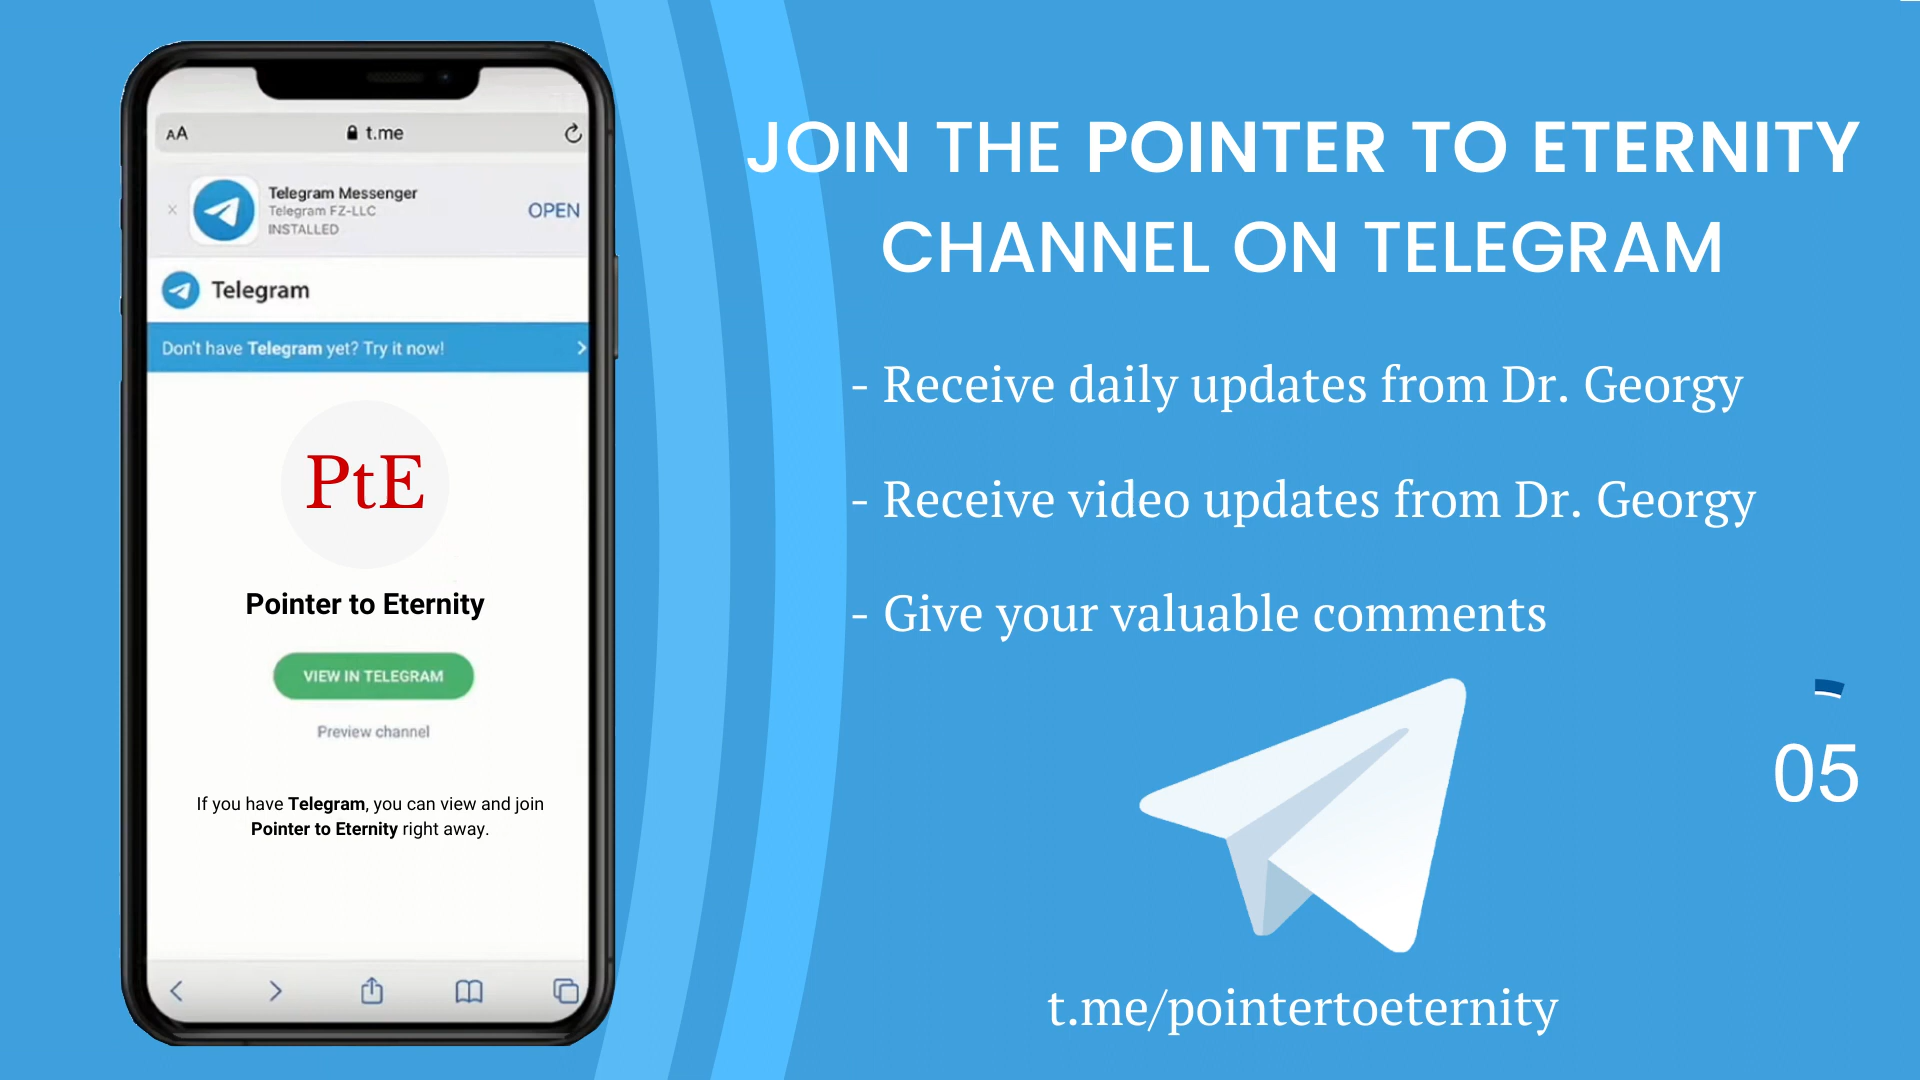 AA
t.me
Telegram Messenger
Telegram FZ-LLC
INSTALLED
OPEN
Telegram
Don't have Telegram yet? Try it now!
PtE
Pointer to Eternity
VIEW IN TELEGRAM
Preview channel
If you have Telegram, you can view and join
Pointer to Eternity right away.
JOIN THE POINTER TO ETERNITY
CHANNEL ON TELEGRAM
- Receive daily updates from Dr. Georgy
- Receive video updates from Dr. Georgy
- Give your valuable comments
05
t.me/pointertoeternity